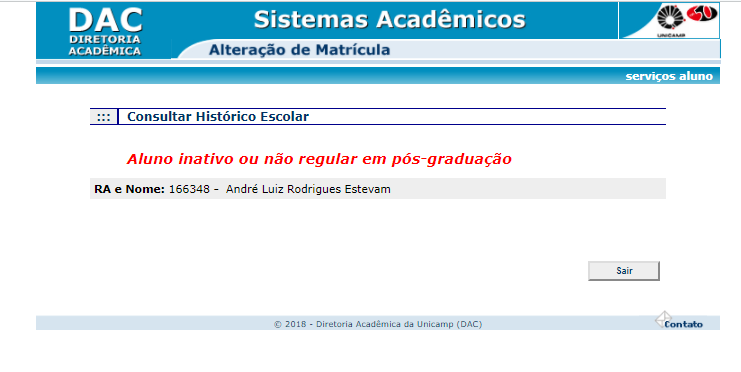 DAC
DIRETORIA
ACADÊMICA
Sistemas Acadêmicos
UNICAMP
Alteração de Matrícula
serviços aluno
::: Consultar Histórico Escolar
Aluno inativo ou não regular em pós-graduação
RA e Nome: 166348 - André Luiz Rodrigues Estevam
Sair
© 2018 - Diretoria Acadêmica da Unicamp (DAC)
Contato